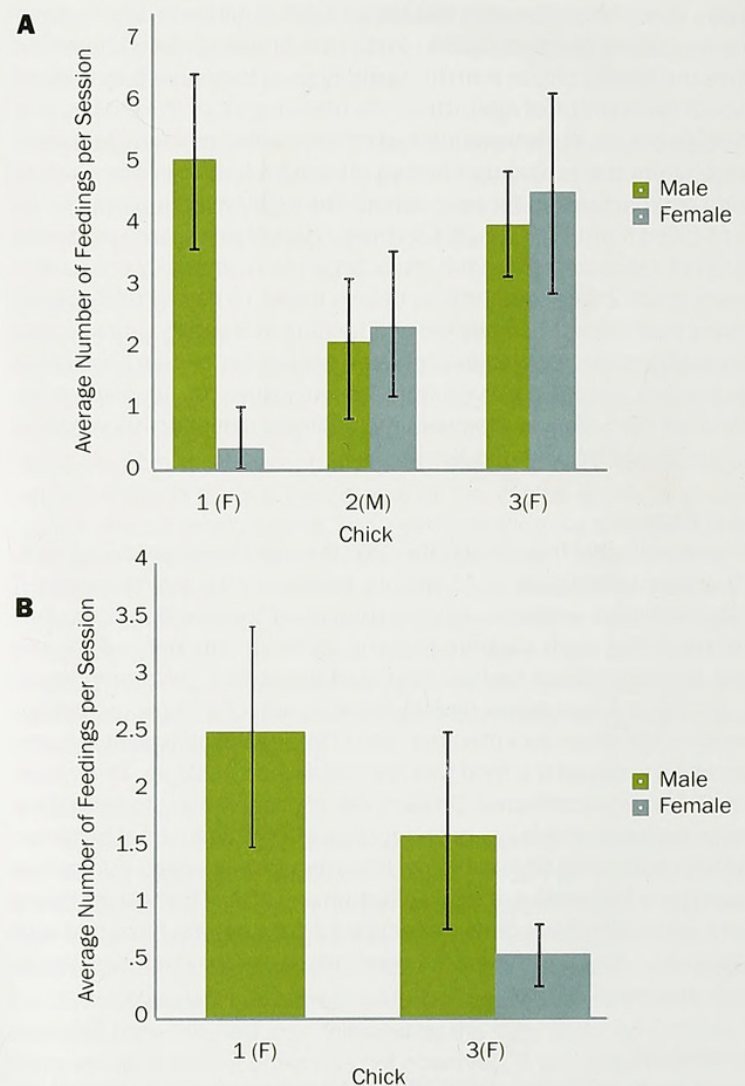 A
Average Number of Feedings per Session
7
6
5
4
3
2
1
0
1 (F)
2(M)
3(F)
Chick
Male
Female
B
Average Number of Feedings per Session
4
3.5
3
2.5
2
1.5
1
.5
0
1 (F)
3(F)
Chick
Male
Female